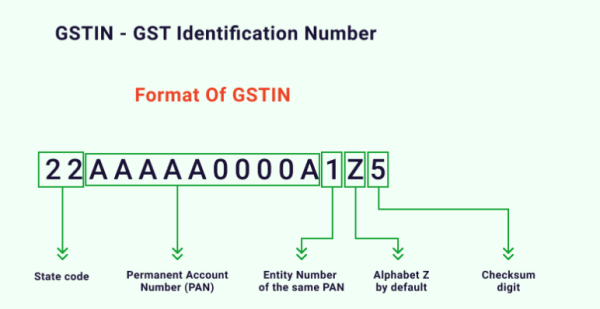 GSTIN - GST Identification Number
Format Of GSTIN
22AAAAA0000A1Z5
State code
Permanent Account
Number (PAN)
Entity Number
of the same PAN
Alphabet Z
by default
Checksum
digit